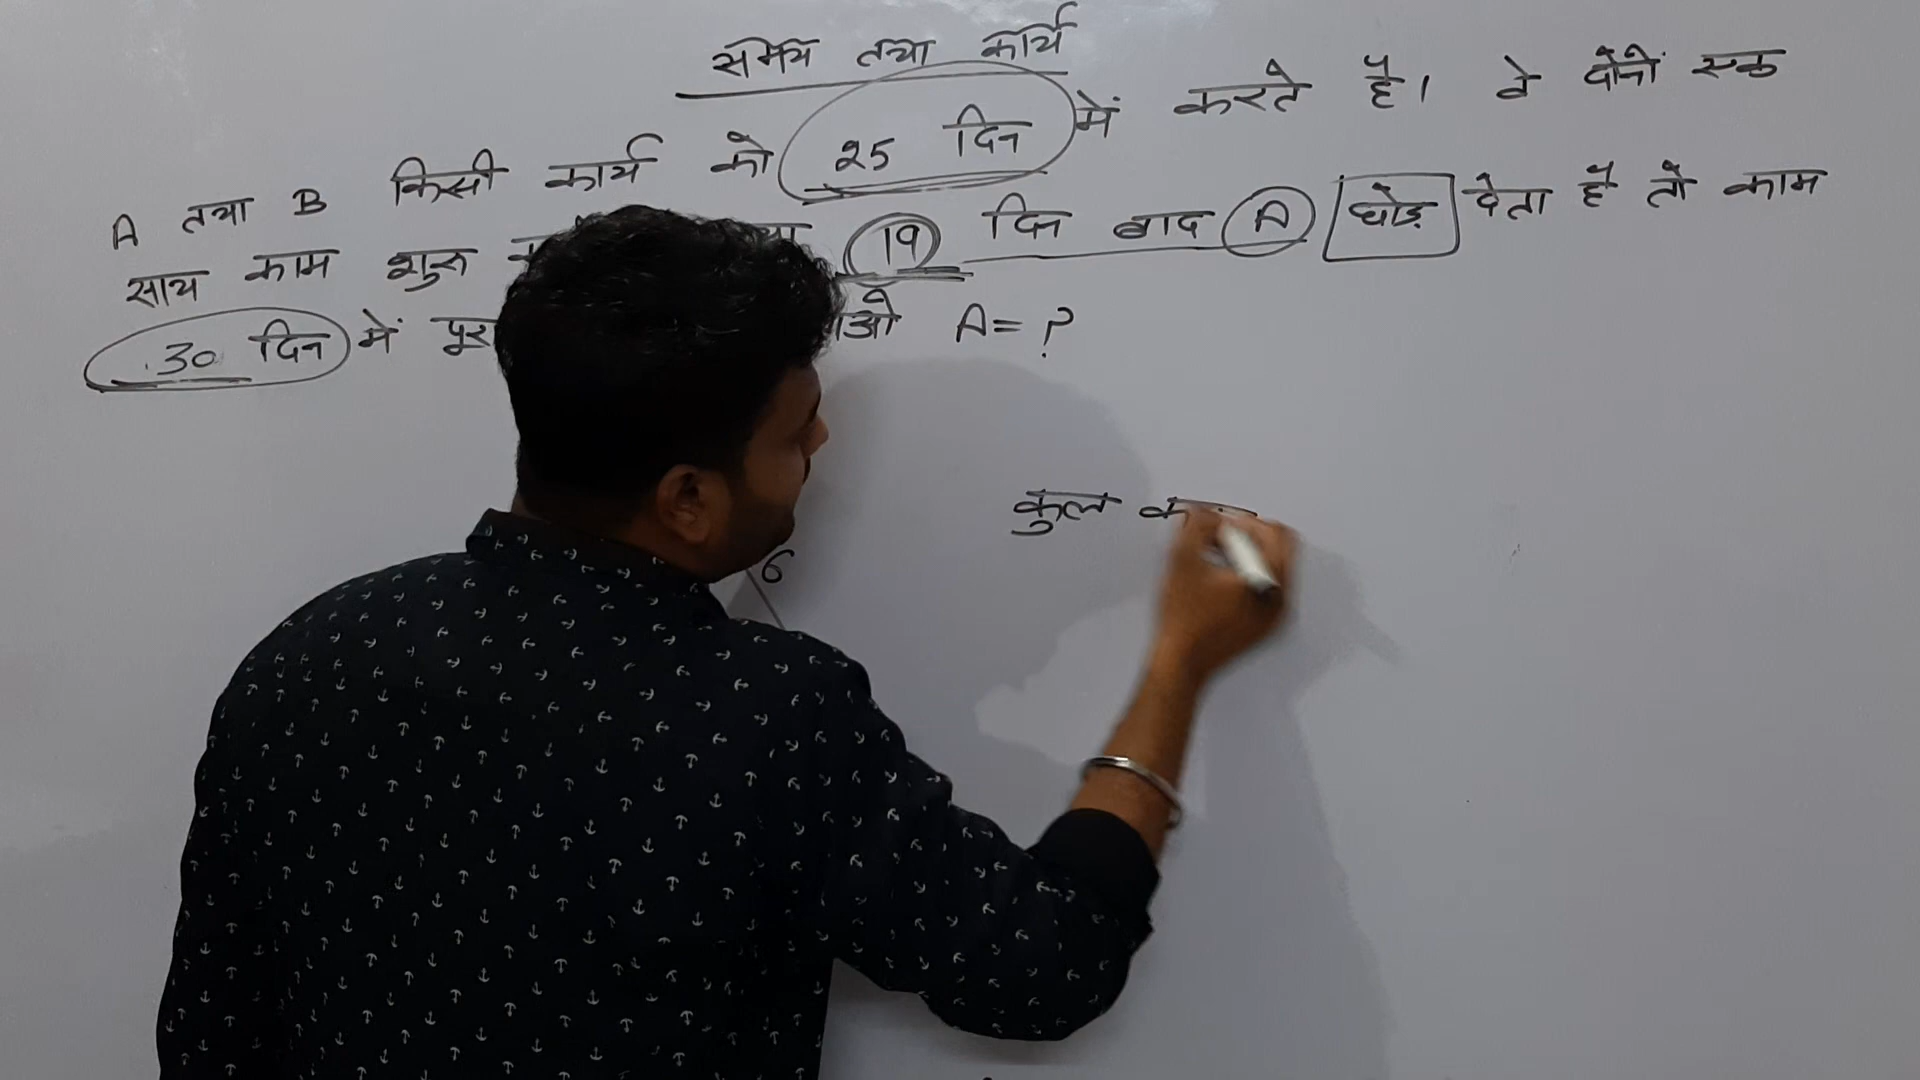 समय तथा कार्य
A तथा B किसी कार्य को 25 दिन में करते है। वे दोनों एक
साथ काम शुरू 19 दिन बाद A छोड़ देता है तो काम
30 दिन में A = ?
कुल
6